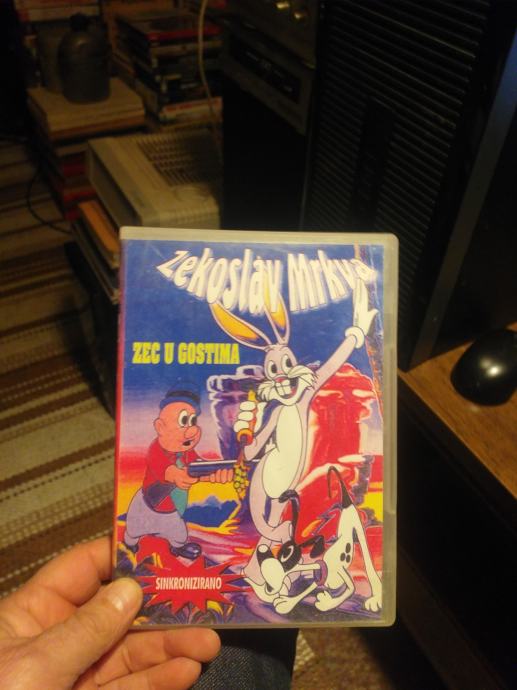 Zekoslav Mrkva
ZEC U GOSTIMA
SINKRONIZIRANO